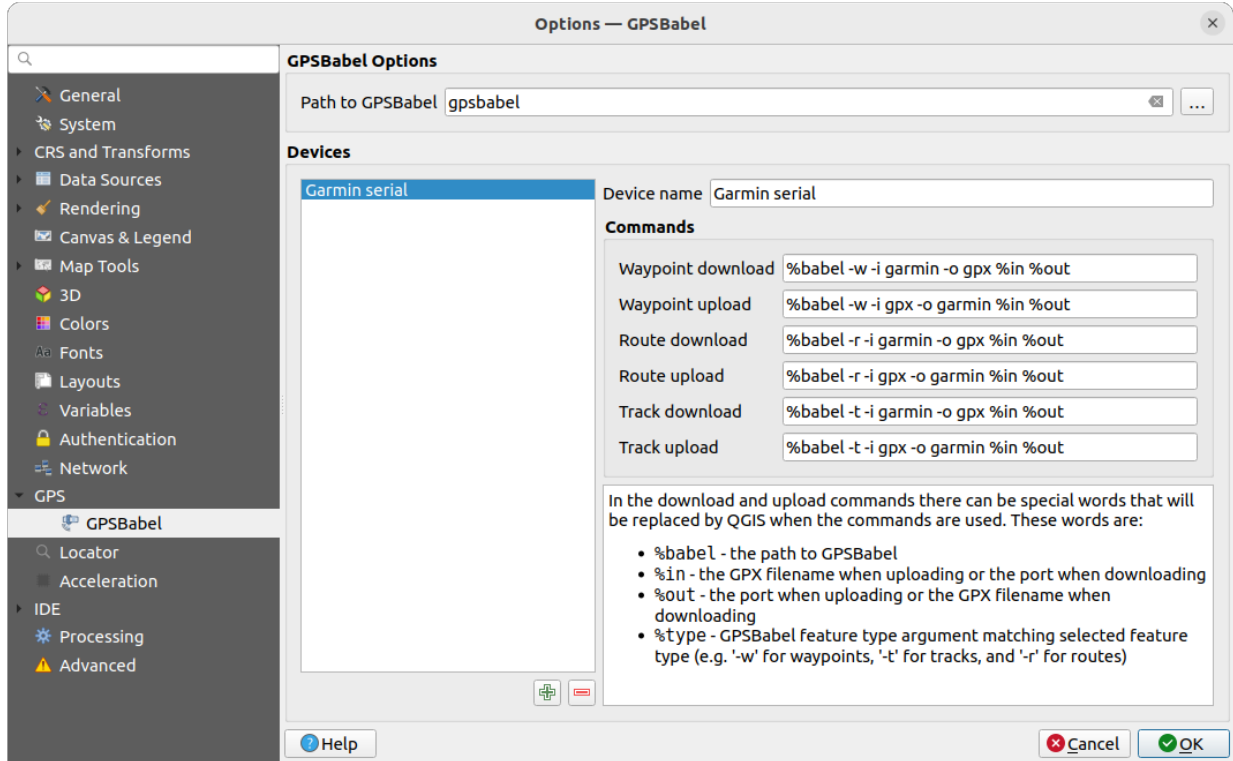 Options — GPSBabel
General
System
CRS and Transforms
Data Sources
Rendering
Canvas & Legend
Map Tools
3D
Colors
Fonts
Layouts
Variables
Authentication
Network
GPS
GPSBabel
Locator
Acceleration
IDE
Processing
Advanced
GPSBabel Options
Path to GPSBabel gpsbabel
...
Devices
Garmin serial
Device name Garmin serial
Commands
Waypoint download %babel -w -i garmin -o gpx %in %out
Waypoint upload %babel -w -i gpx -o garmin %in %out
Route download %babel -r -i garmin -o gpx %in %out
Route upload %babel -r -i gpx -o garmin %in %out
Track download %babel -t -i garmin -o gpx %in %out
Track upload %babel -t -i gpx -o garmin %in %out
In the download and upload commands there can be special words that will
be replaced by QGIS when the commands are used. These words are:
• %babel - the path to GPSBabel
• %in - the GPX filename when uploading or the port when downloading
• %out - the port when uploading or the GPX filename when
downloading
• %type - GPSBabel feature type argument matching selected feature
type (e.g. '-w' for waypoints, '-t' for tracks, and '-r' for routes)
Help
Cancel
OK